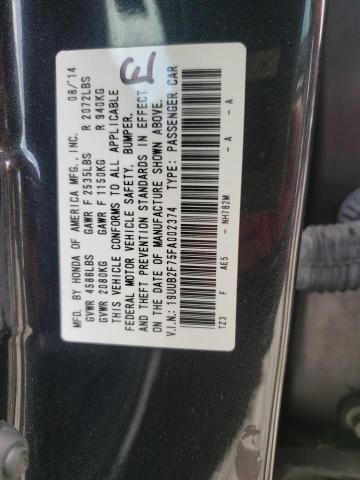 MFD. BY HONDA OF AMERICA MFG., INC. 08/14
GVWR 4586LBS GAWR F 2535LBS R 2072LBS
GVWR 2080KG GAWR F 1150KG R 940KG
THIS VEHICLE CONFORMS TO ALL APPLICABLE
FEDERAL MOTOR VEHICLE SAFETY, BUMPER,
AND THEFT PREVENTION STANDARDS IN EFFECT
ON THE DATE OF MANUFACTURE SHOWN ABOVE.
V.I.N.: 19UUB2F75FA002374 TYPE: PASSENGER CAR
TZ3 F AE5 - NH782M - A - A
E